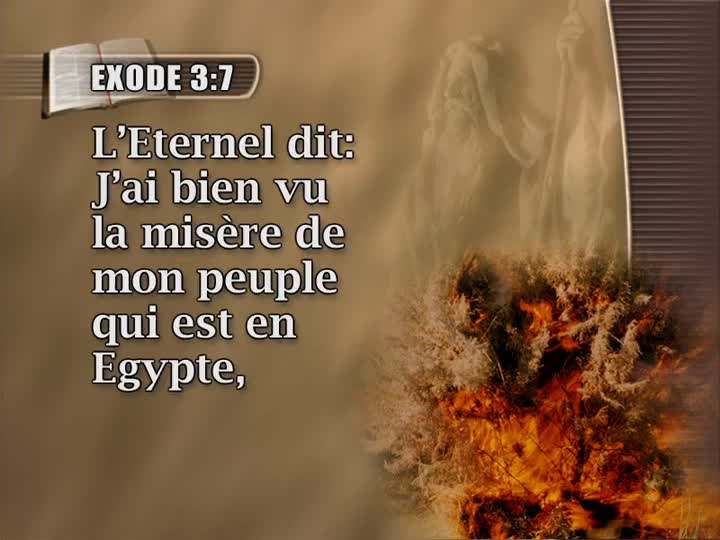 EXODE 3:7
L’Eternel dit:
J’ai bien vu
la misère de
mon peuple
qui est en
Egypte,